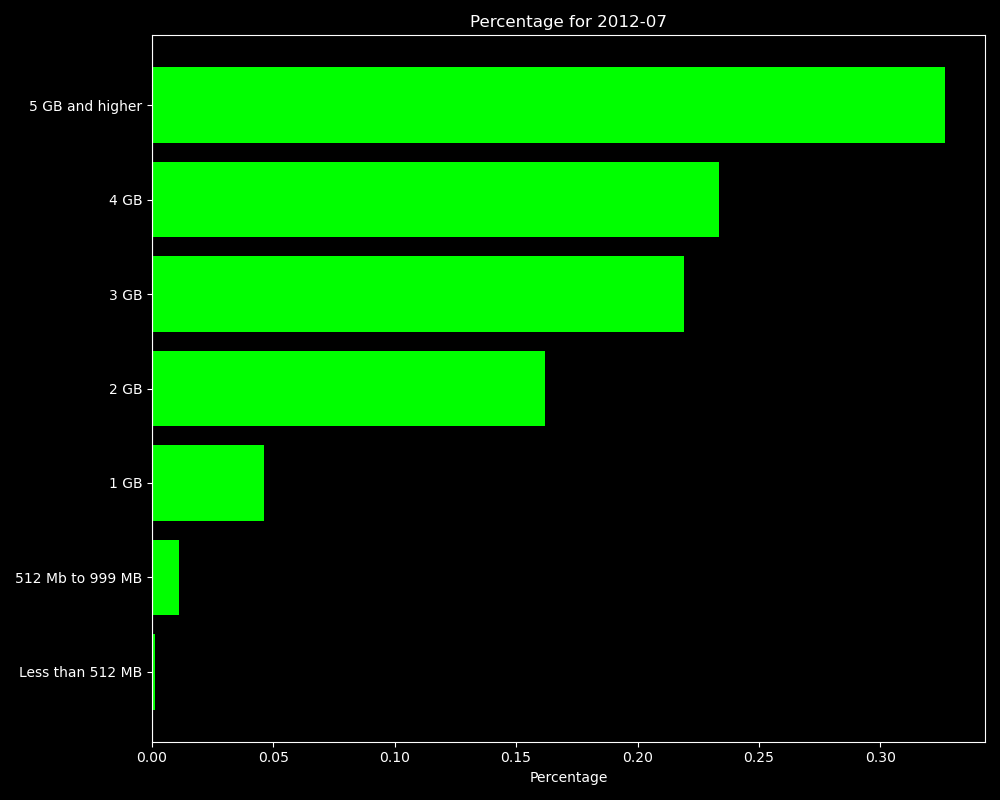 Percentage for 2012-07
5 GB and higher
4 GB
3 GB
2 GB
1 GB
512 Mb to 999 MB
Less than 512 MB
0.00 0.05 0.10 0.15 0.20 0.25 0.30
Percentage